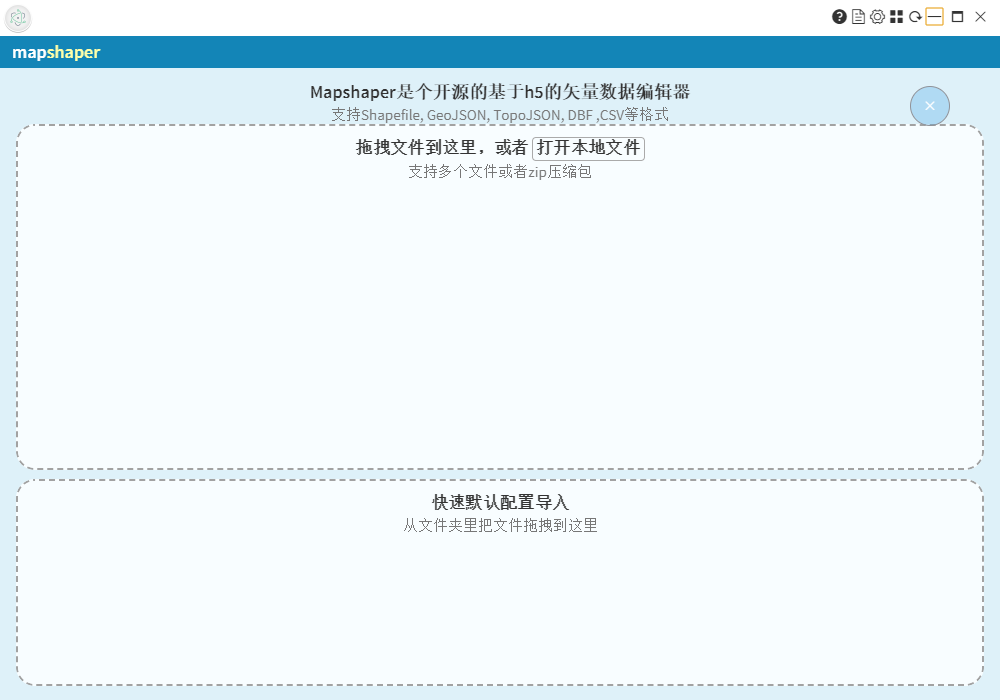 mapshaper
Mapshaper是个开源的基于h5的矢量数据编辑器
支持Shapefile, GeoJSON, TopoJSON, DBF ,CSV等格式
拖拽文件到这里，或者 打开本地文件
支持多个文件或者zip压缩包
快速默认配置导入
从文件夹里把文件拖拽到这里